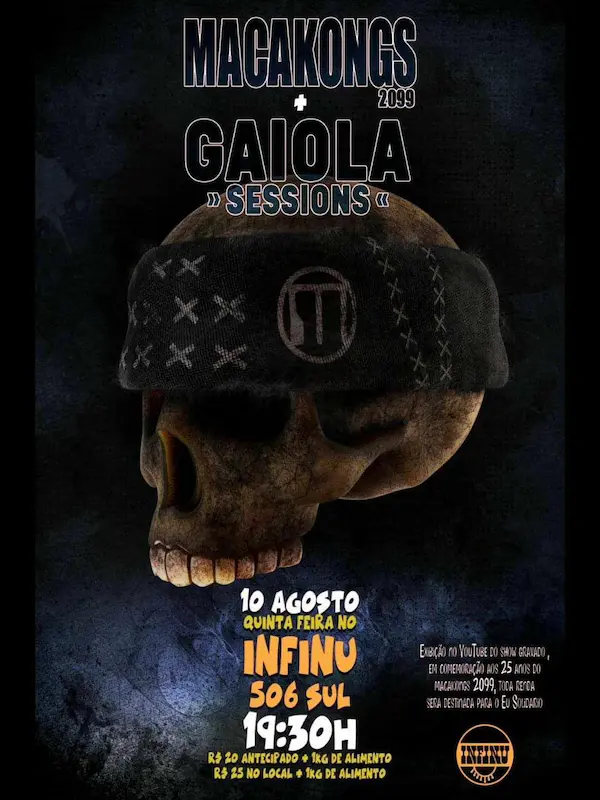 MACAKONGS
2099
+
GAIOLA
» SESSIONS «
10 AGOSTO
QUINTA FEIRA NO
INFINU
506 SUL
19:30H
R$ 20 ANTECIPADO + 1KG DE ALIMENTO
R$ 25 NO LOCAL + 1KG DE ALIMENTO
EXIBIÇÃO NO YOUTUBE DO SHOW GRAVADO ,
EM COMEMORAÇÃO AOS 25 ANOS DO
MACAKONGS 2099, TODA RENDA
SERA DESTINADA PARA O EU SOLIDARIO
INFINU